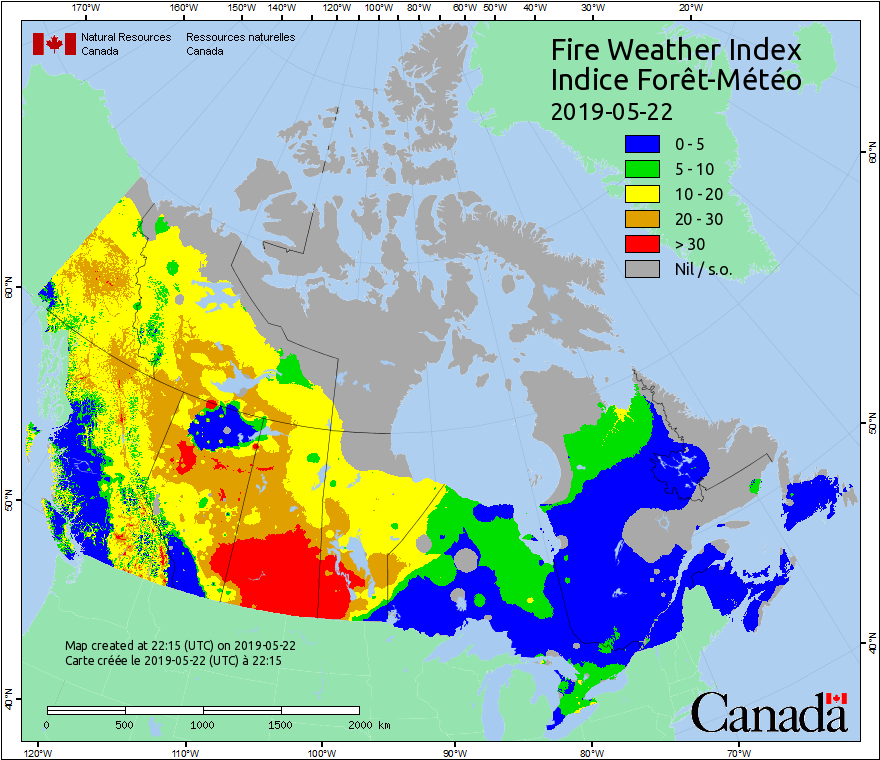 170°W 160°W 150°W 140°W 120°W 100°W 80°W 60°W 50°W 40°W 30°W 20°W
Natural Resources Canada
Ressources naturelles Canada
Fire Weather Index
Indice Forêt-Météo
2019-05-22
0 - 5
5 - 10
10 - 20
20 - 30
> 30
Nil / s.o.
60°N
50°N
40°N
60°N
50°N
40°N
Map created at 22:15 (UTC) on 2019-05-22
Carte créée le 2019-05-22 (UTC) à 22:15
0 500 1000 1500 2000 km
Canada
120°W 110°W 100°W 90°W 80°W 70°W